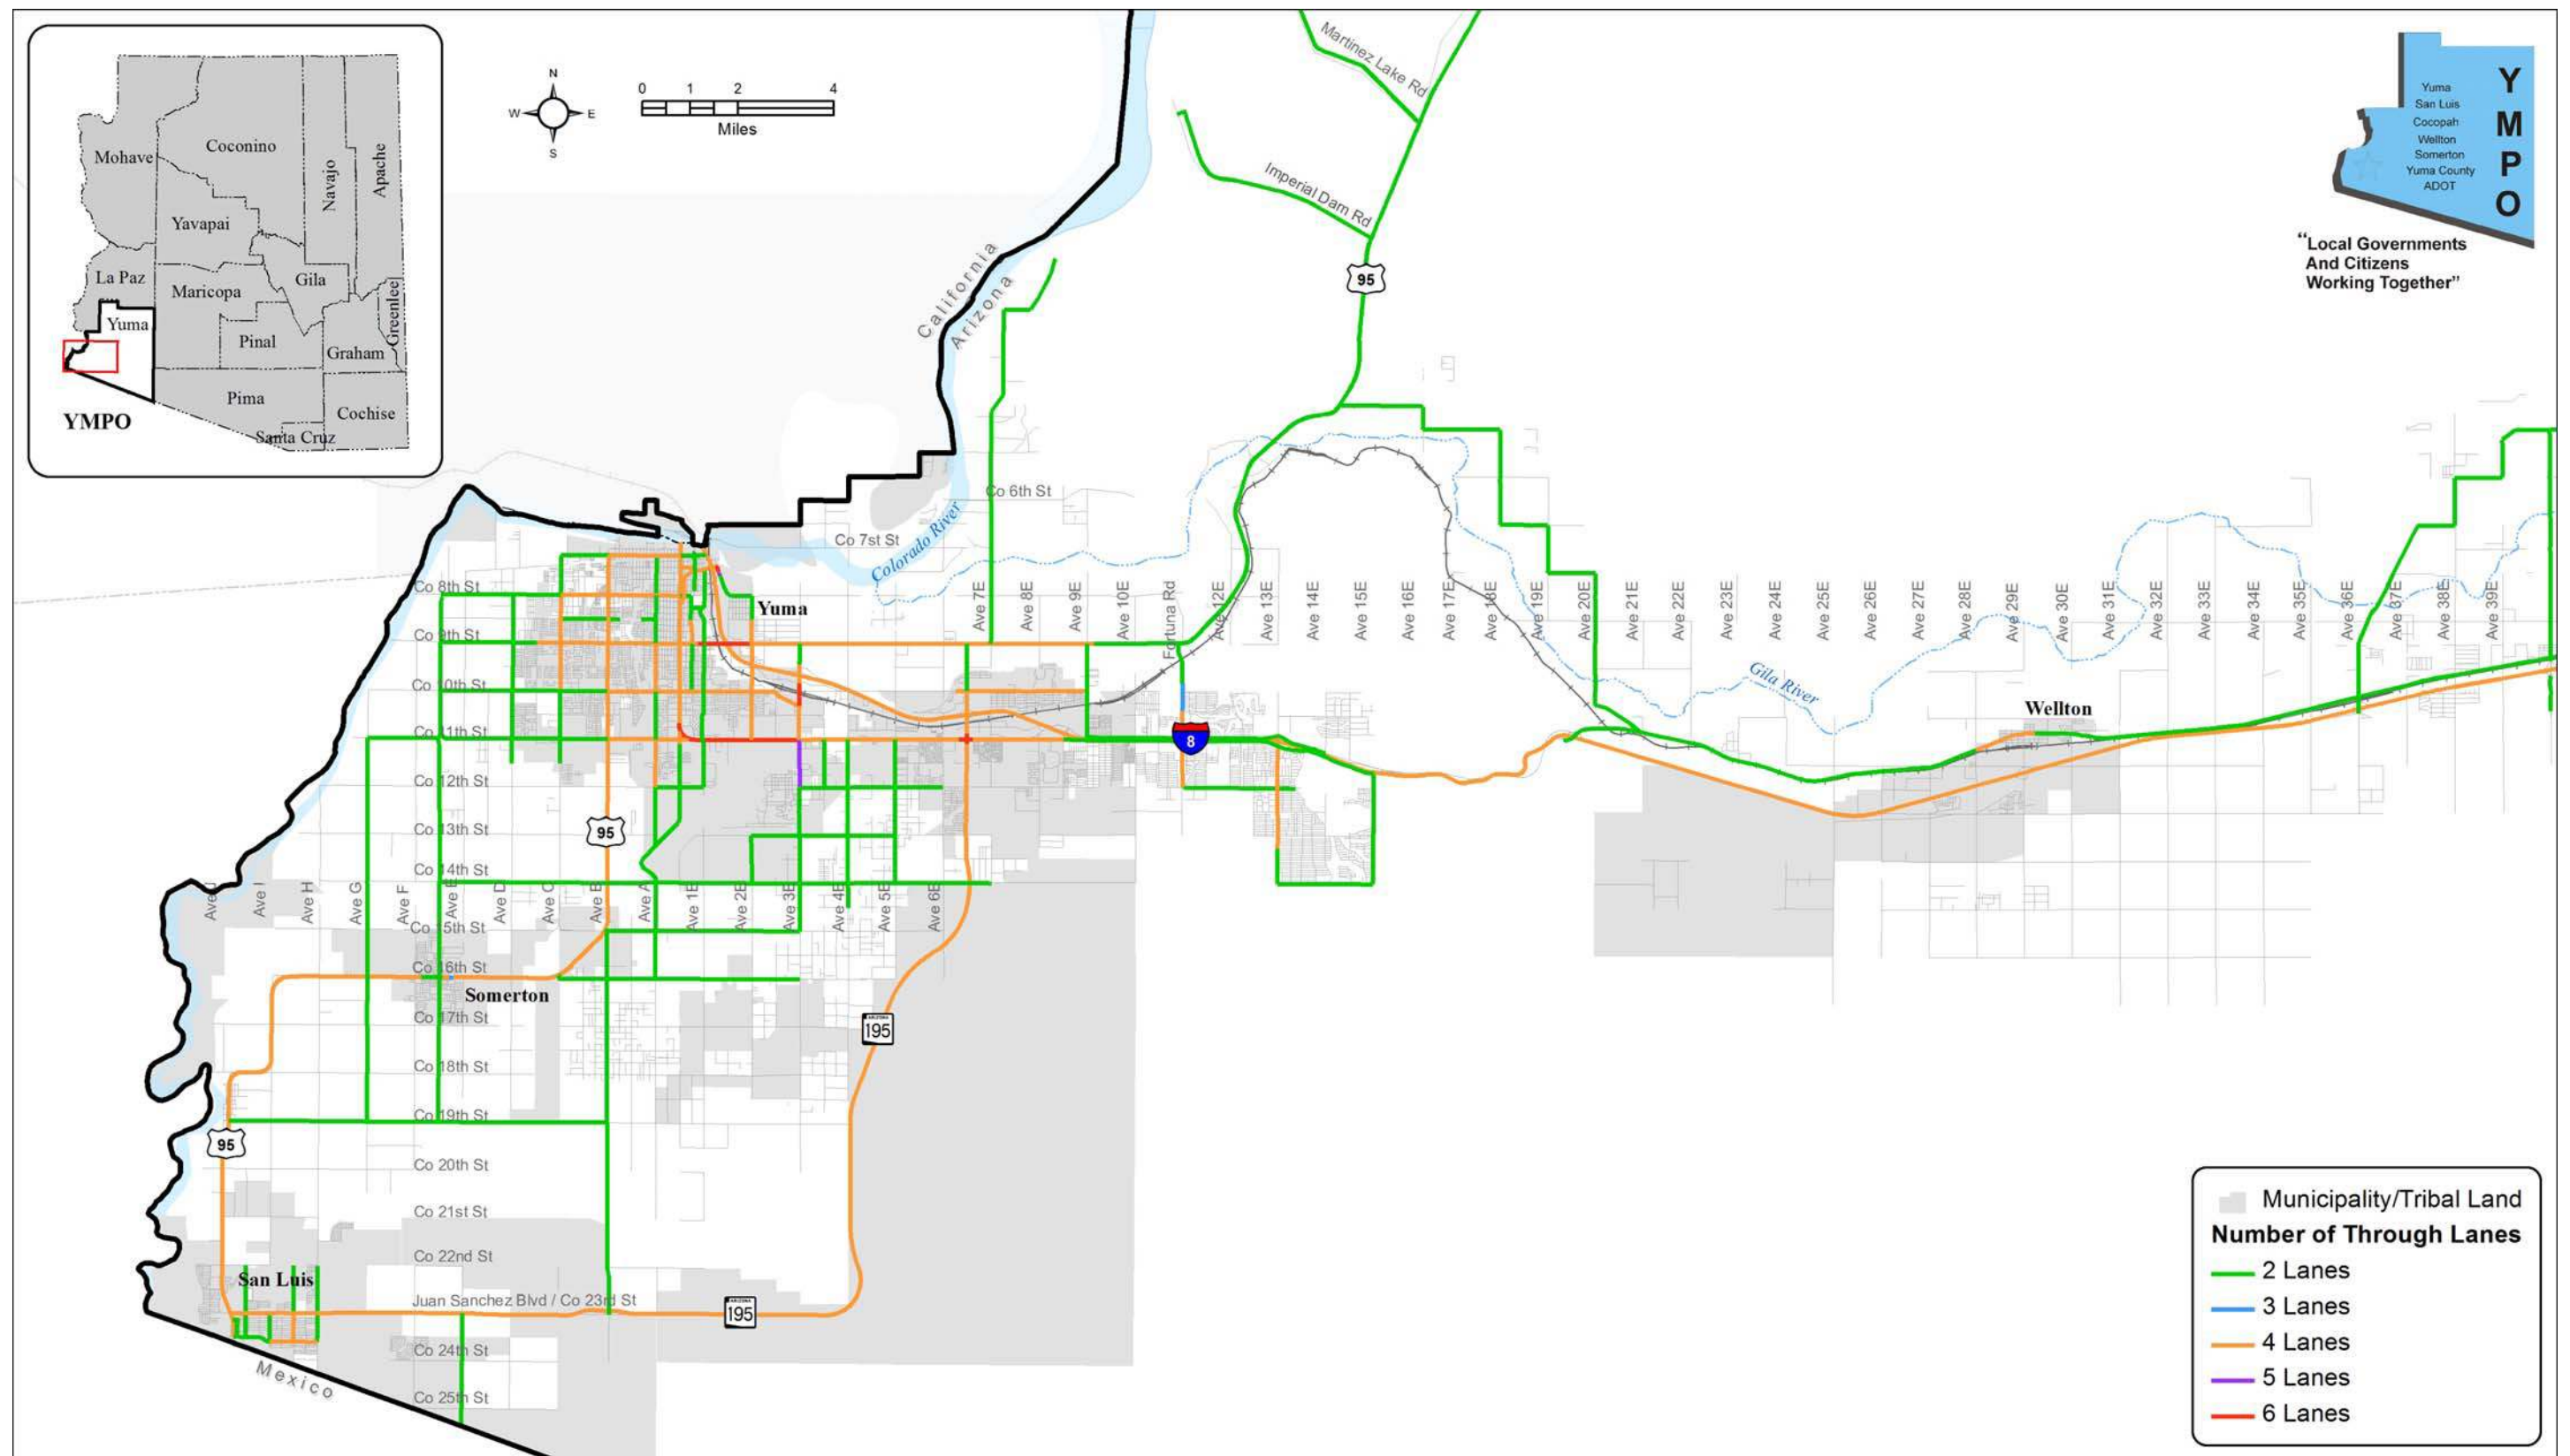 Mohave
Coconino
Navajo
Apache
Yavapai
La Paz
Maricopa
Gila
Greenlee
Yuma
Pinal
Graham
Pima
Cochise
Santa Cruz
YMPO
N
W
E
S
0 1 2 4
Miles
Martinez Lake Rd
Imperial Dam Rd
95
California
Arizona
Yuma
San Luis
Cocopah
Wellton
Somerton
Yuma County
ADOT
Y
M
P
O
“Local Governments
And Citizens
Working Together”
Co 6th St
Co 7st St
Colorado River
Co 8th St
Yuma
Co 9th St
Co 10th St
Co 11th St
Co 12th St
Co 13th St
Co 14th St
Co 15th St
Co 16th St
Co 17th St
Co 18th St
Co 19th St
Co 20th St
Co 21st St
Co 22nd St
Juan Sanchez Blvd / Co 23rd St
Co 24th St
Co 25th St
Ave 7E
Ave 8E
Ave 9E
Ave 10E
Fortuna Rd
Ave 12E
Ave 13E
Ave 14E
Ave 15E
Ave 16E
Ave 17E
Ave 18E
Ave 19E
Ave 20E
Ave 21E
Ave 22E
Ave 23E
Ave 24E
Ave 25E
Ave 26E
Ave 27E
Ave 28E
Ave 29E
Ave 30E
Ave 31E
Ave 32E
Ave 33E
Ave 34E
Ave 35E
Ave 36E
Ave 37E
Ave 38E
Ave 39E
Gila River
Wellton
8
95
Ave J
Ave I
Ave H
Ave G
Ave F
Ave E
Ave D
Ave C
Ave B
Ave A
Ave 1E
Ave 2E
Ave 3E
Ave 4E
Ave 5E
Ave 6E
Somerton
ARIZONA
195
95
San Luis
ARIZONA
195
Mexico
Municipality/Tribal Land
Number of Through Lanes
2 Lanes
3 Lanes
4 Lanes
5 Lanes
6 Lanes